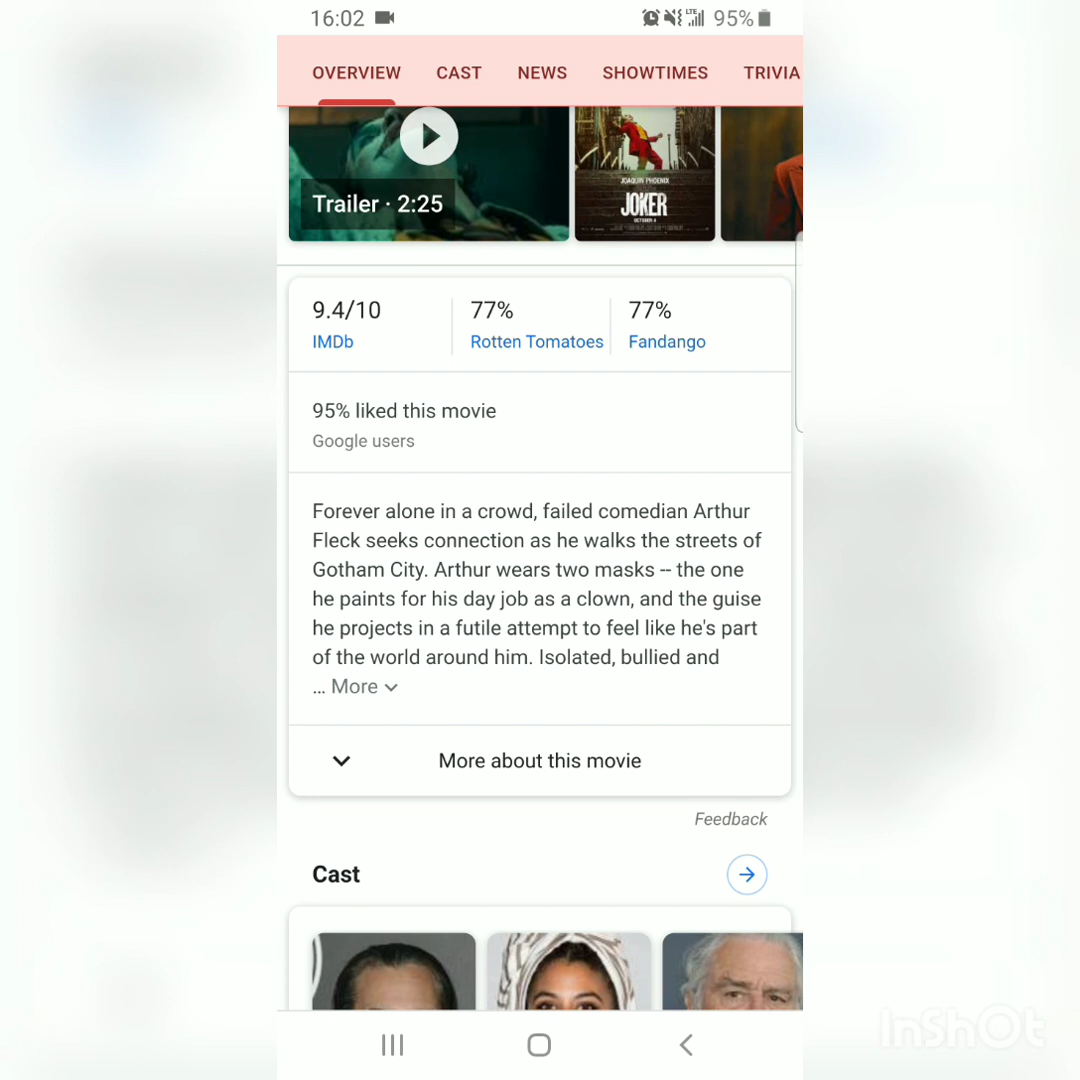 16:02 LTE 95%
OVERVIEW CAST NEWS SHOWTIMES TRIVIA
Trailer · 2:25
JOAQUIN PHOENIX
JOKER
OCTOBER 4
9.4/10 77% 77%
IMDb Rotten Tomatoes Fandango
95% liked this movie
Google users
Forever alone in a crowd, failed comedian Arthur
Fleck seeks connection as he walks the streets of
Gotham City. Arthur wears two masks -- the one
he paints for his day job as a clown, and the guise
he projects in a futile attempt to feel like he's part
of the world around him. Isolated, bullied and
... More
More about this movie
Feedback
Cast
InShOt